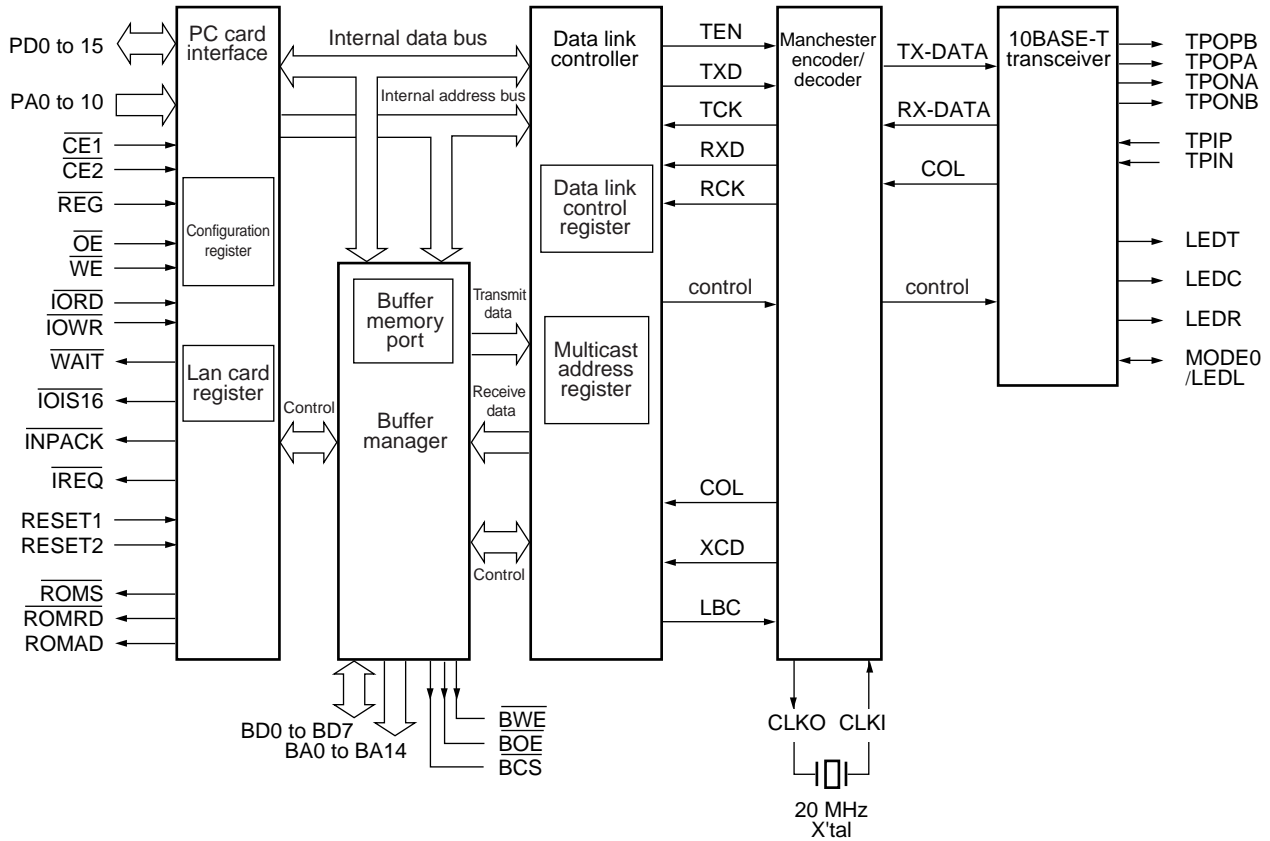 PD0 to 15
PA0 to 10
CE1
CE2
REG
OE
WE
IORD
IOWR
WAIT
IOIS16
INPACK
IREQ
RESET1
RESET2
ROMS
ROMRD
ROMAD
PC card
interface
Configuration
register
Lan card
register
Internal data bus
Internal address bus
Control
Buffer
memory
port
Buffer
manager
Transmit
data
Receive
data
Control
BD0 to BD7
BA0 to BA14
BWE
BOE
BCS
Data link
controller
Data link
control
register
Multicast
address
register
TEN
TXD
TCK
RXD
RCK
control
COL
XCD
LBC
Manchester
encoder/
decoder
CLKO
CLKI
20 MHz
X'tal
TX-DATA
RX-DATA
COL
control
10BASE-T
transceiver
TPOPB
TPOPA
TPONA
TPONB
TPIP
TPIN
LEDT
LEDC
LEDR
MODE0
/LEDL